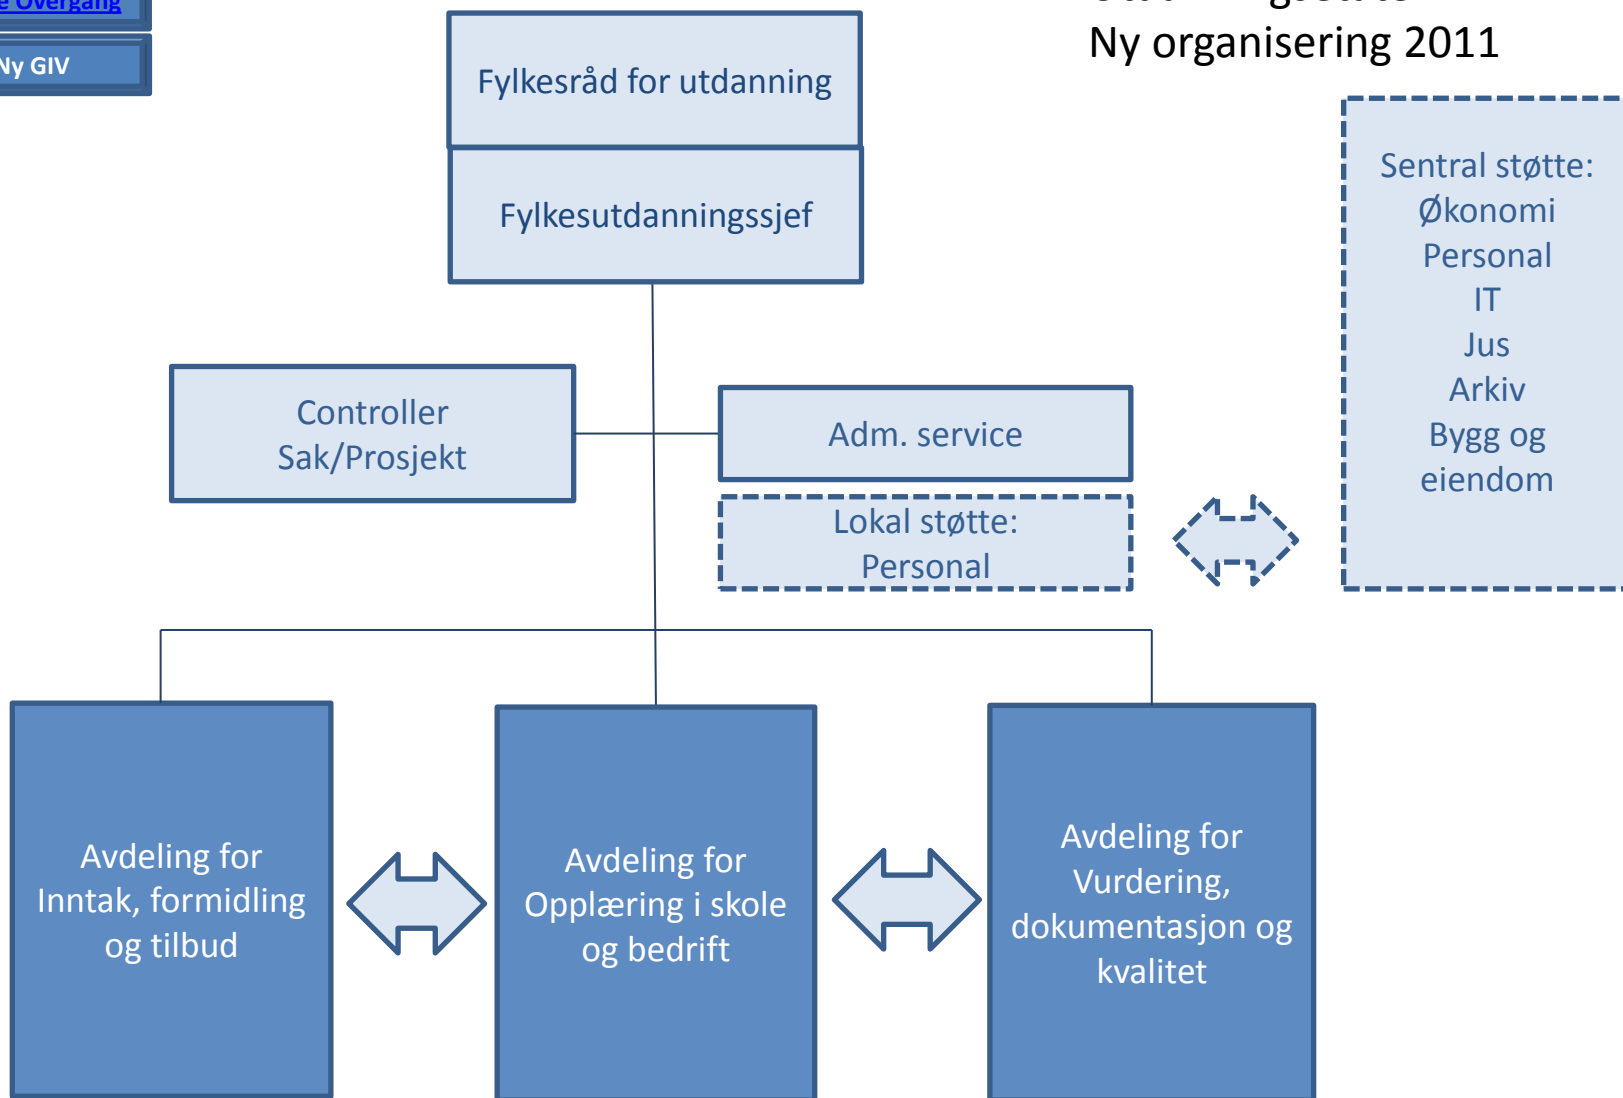 Overgang
Ny GIV
Ny organisering 2011
Fylkesråd for utdanning
Fylkesutdanningssjef
Sentral støtte:
Økonomi
Personal
IT
Jus
Arkiv
Bygg og
eiendom
Controller
Sak/Prosjekt
Adm. service
Lokal støtte:
Personal
Avdeling for
Inntak, formidling
og tilbud
Avdeling for
Opplæring i skole
og bedrift
Avdeling for
Vurdering,
dokumentasjon og
kvalitet